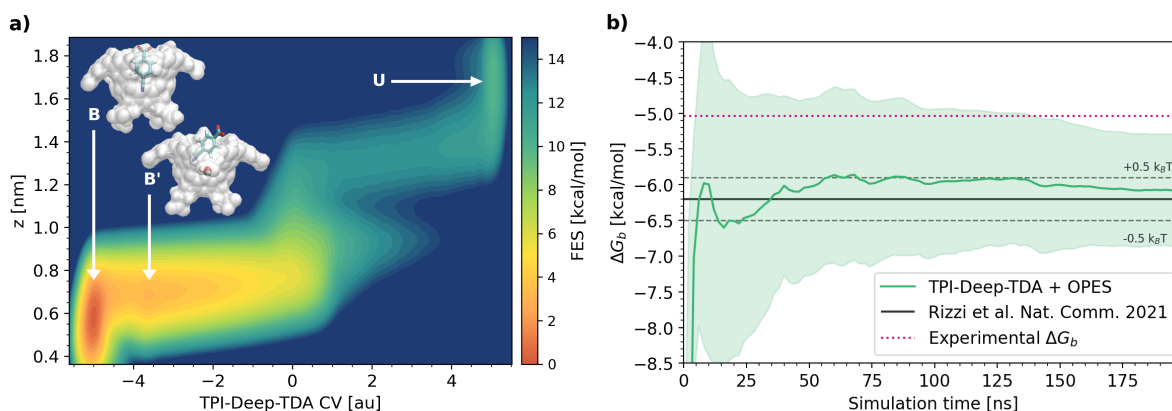 a)
1.8
1.6
1.4
1.2
1.0
0.8
0.6
0.4
z [nm]
B
B'
U
−4
−2
0
2
4
TPI-Deep-TDA CV [au]
14
12
10
8
6
4
2
0
FES [kcal/mol]
b)
−4.0
−4.5
−5.0
−5.5
−6.0
−6.5
−7.0
−7.5
−8.0
−8.5
ΔG_b [kcal/mol]
+0.5 k_BT
-0.5 k_BT
TPI-Deep-TDA + OPES
Rizzi et al. Nat. Comm. 2021
Experimental ΔG_b
0
25
50
75
100
125
150
175
Simulation time [ns]